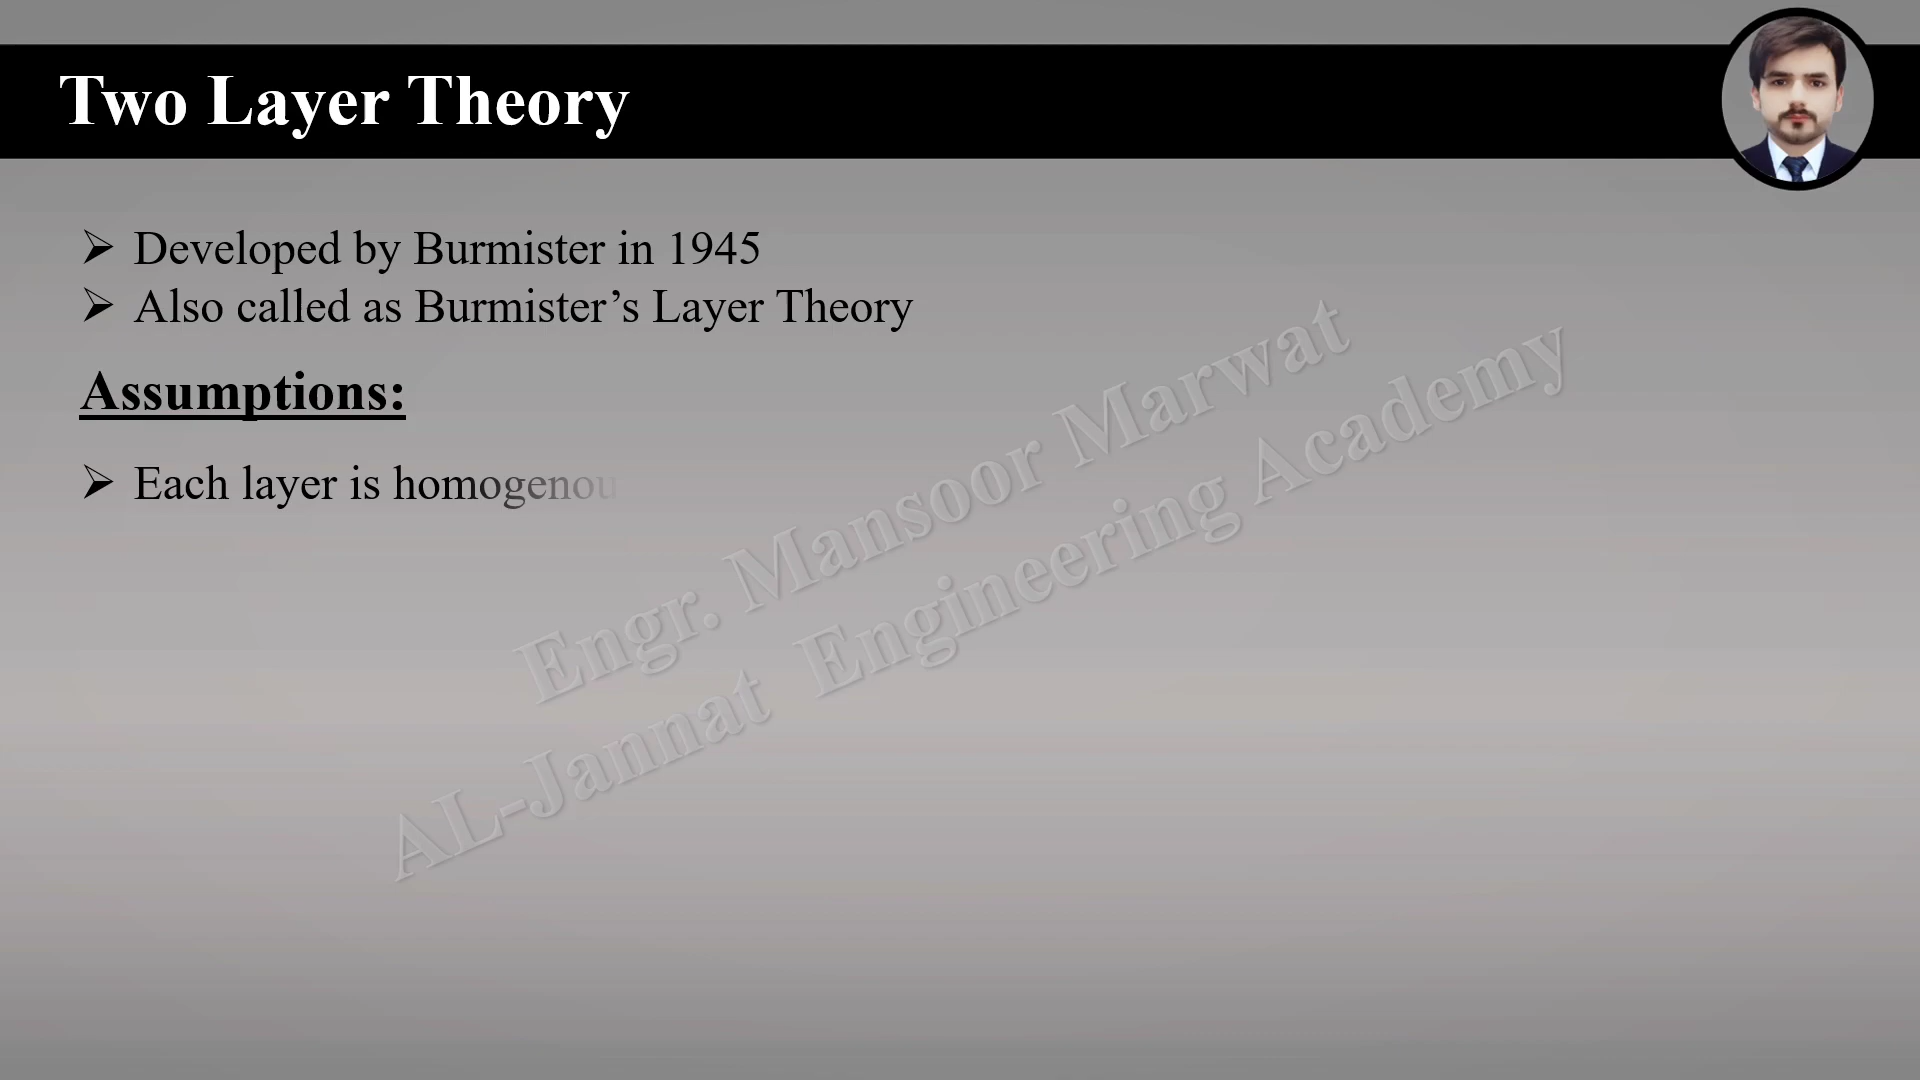 Two Layer Theory
➢ Developed by Burmister in 1945
➢ Also called as Burmister’s Layer Theory
Assumptions:
➢ Each layer is homogenou
Engr. Mansoor Marwat
AL-Jannat Engineering Academy